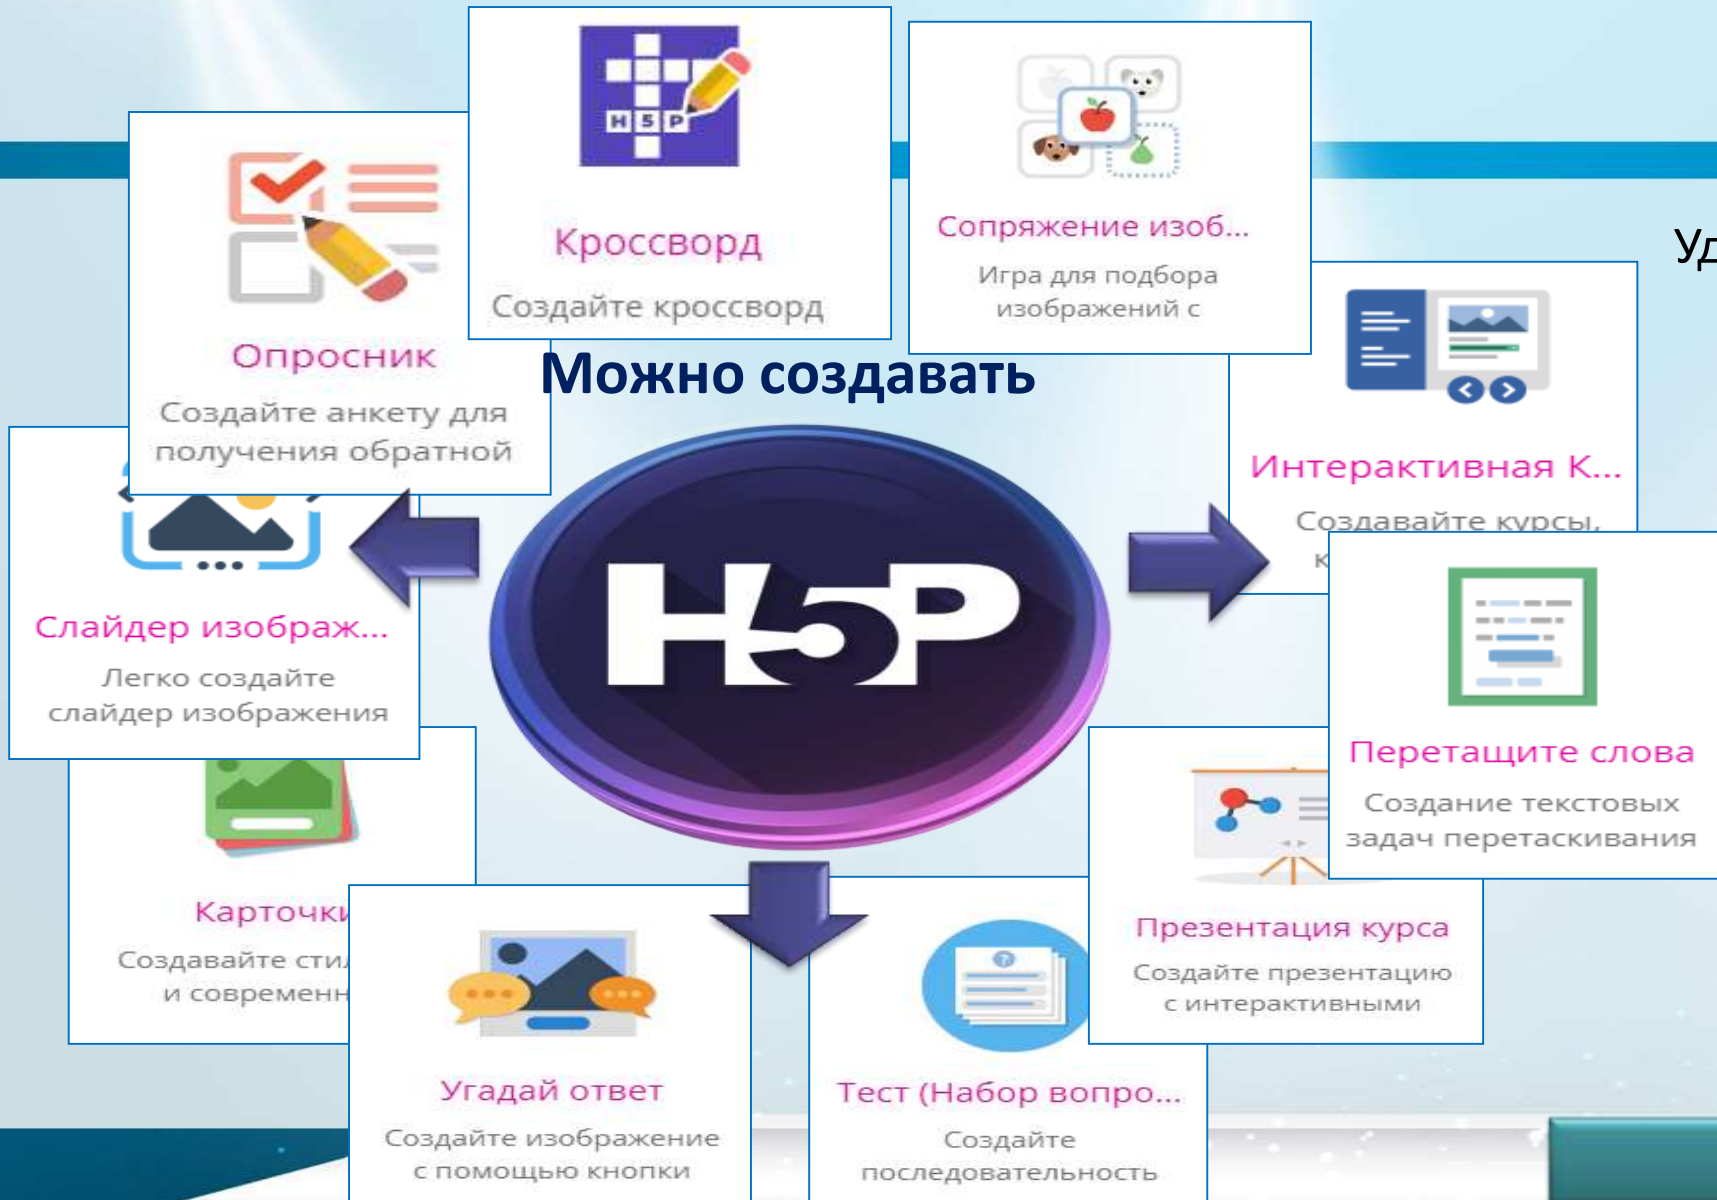 H5P
Кроссворд
Создайте кроссворд
Сопряжение изоб...
Игра для подбора
изображений с
Уд
Опросник
Создайте анкету для
получения обратной
Можно создавать
Интерактивная К...
Создавайте курсы,
к
H5P
Слайдер изображ...
Легко создайте
слайдер изображения
Перетащите слова
Создание текстовых
задач перетаскивания
Карточки
Создавайте сти
и современн
Презентация курса
Создайте презентацию
с интерактивными
Угадай ответ
Создайте изображение
с помощью кнопки
Тест (Набор вопро...
Создайте
последовательность